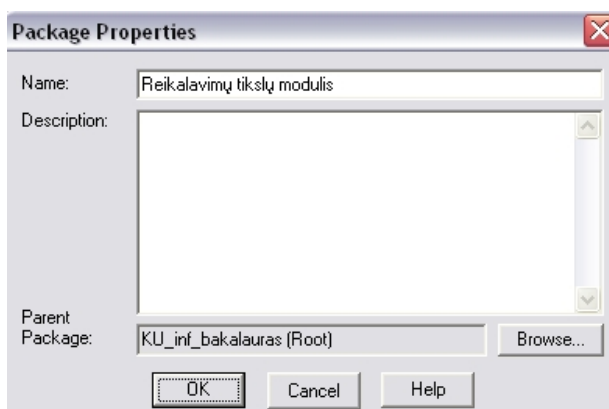 Package Properties
Name:
Reikalavimų tikslų modulis
Description:
Parent
Package:
KU_inf_bakalauras (Root)
Browse...
OK
Cancel
Help